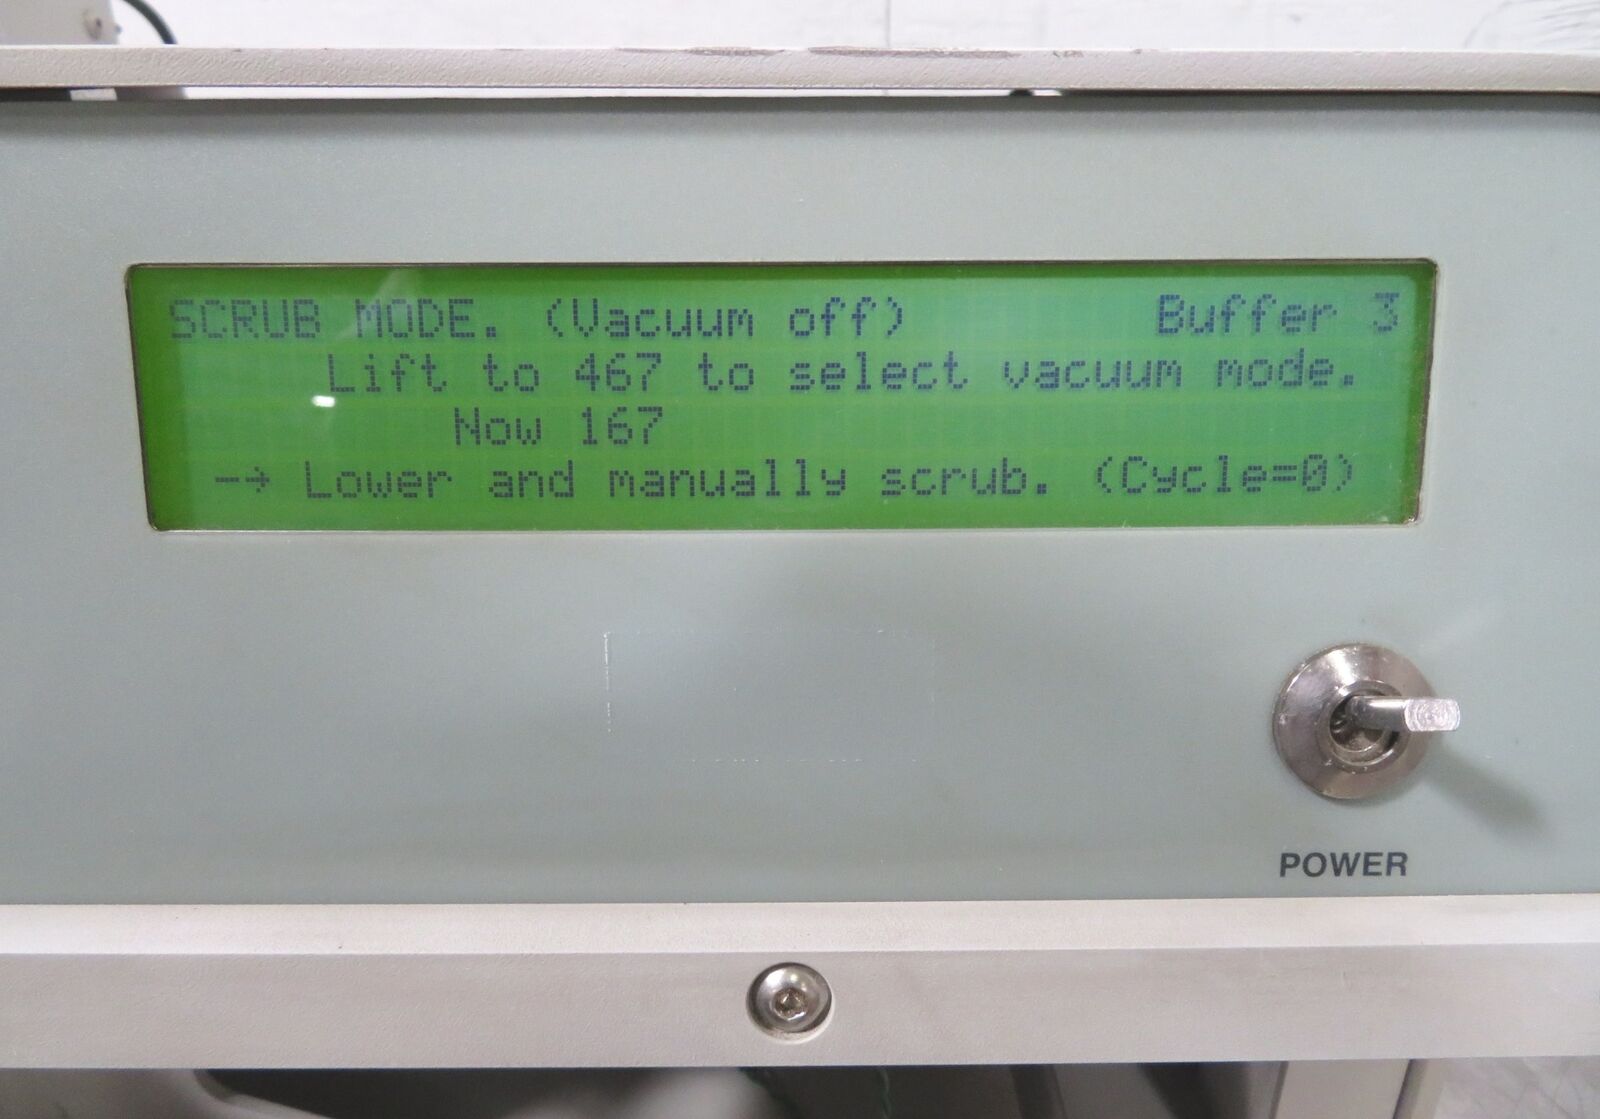 SCRUB MODE. (Vacuum off) Buffer 3
Lift to 467 to select vacuum mode.
Now 167
→ Lower and manually scrub. (Cycle=0)
POWER